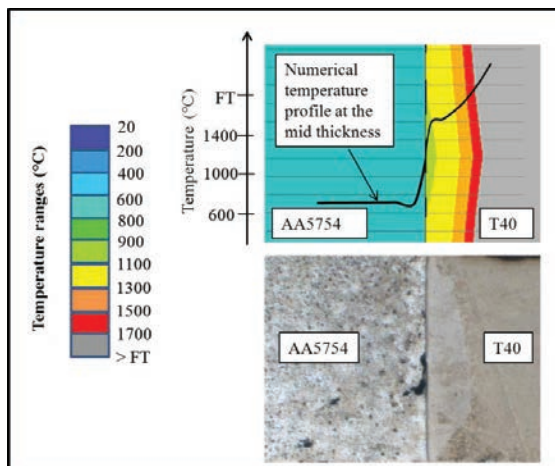 Temperature ranges (°C)
20
200
400
600
800
900
1100
1300
1500
1700
> FT
Temperature (°C)
FT
1400
1000
600
Numerical
temperature
profile at the
mid thickness
AA5754
T40
AA5754
T40